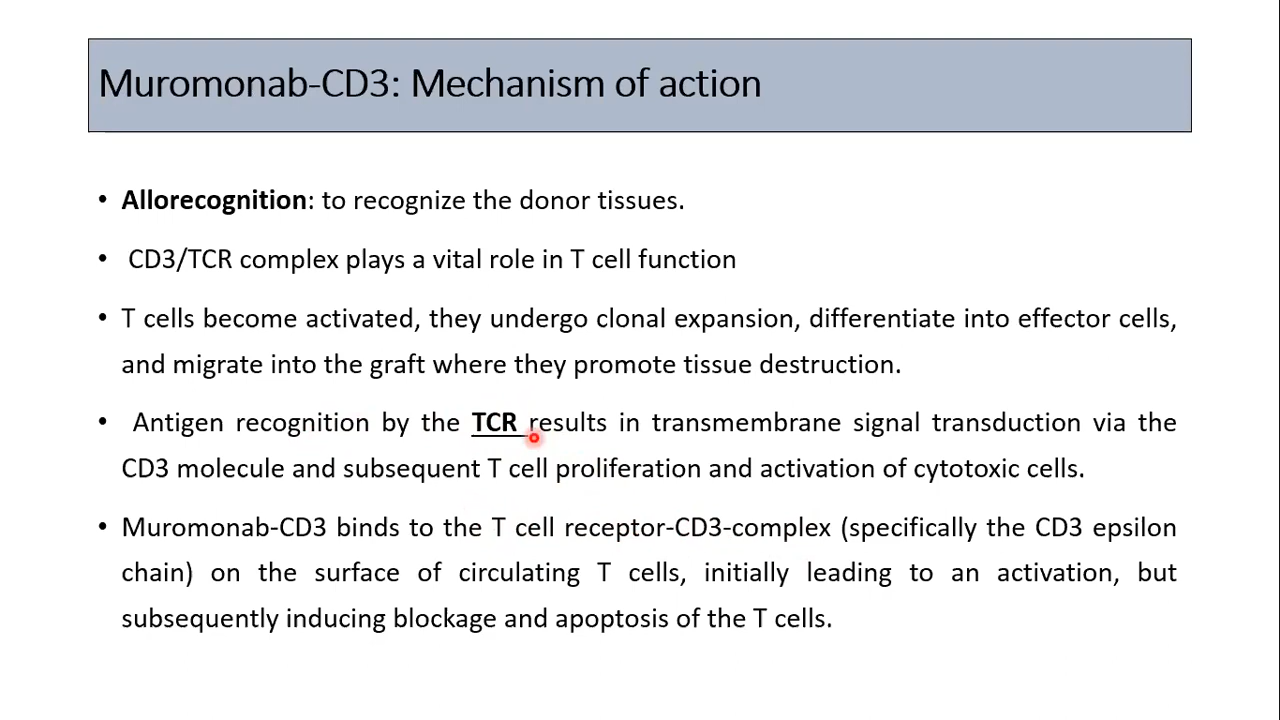 Muromonab-CD3: Mechanism of action
• Allorecognition: to recognize the donor tissues.
• CD3/TCR complex plays a vital role in T cell function
• T cells become activated, they undergo clonal expansion, differentiate into effector cells,
and migrate into the graft where they promote tissue destruction.
• Antigen recognition by the TCR results in transmembrane signal transduction via the
CD3 molecule and subsequent T cell proliferation and activation of cytotoxic cells.
• Muromonab-CD3 binds to the T cell receptor-CD3-complex (specifically the CD3 epsilon
chain) on the surface of circulating T cells, initially leading to an activation, but
subsequently inducing blockage and apoptosis of the T cells.